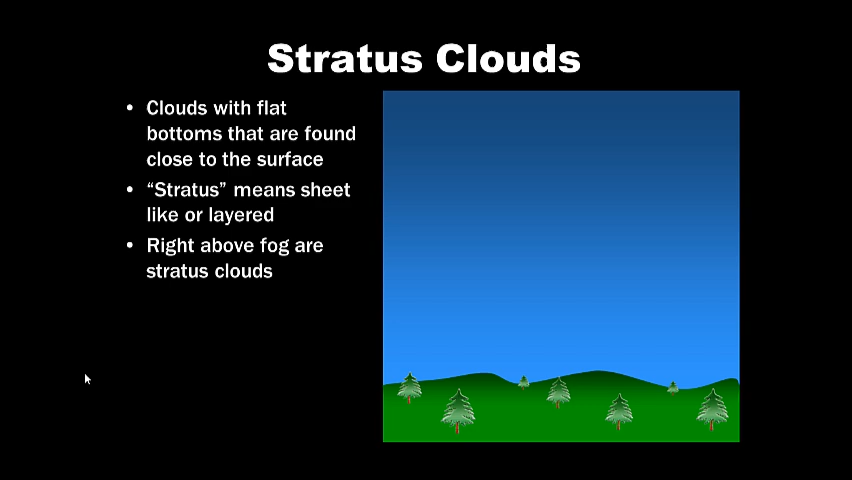 Stratus Clouds
• Clouds with flat
bottoms that are found
close to the surface
• “Stratus” means sheet
like or layered
• Right above fog are
stratus clouds